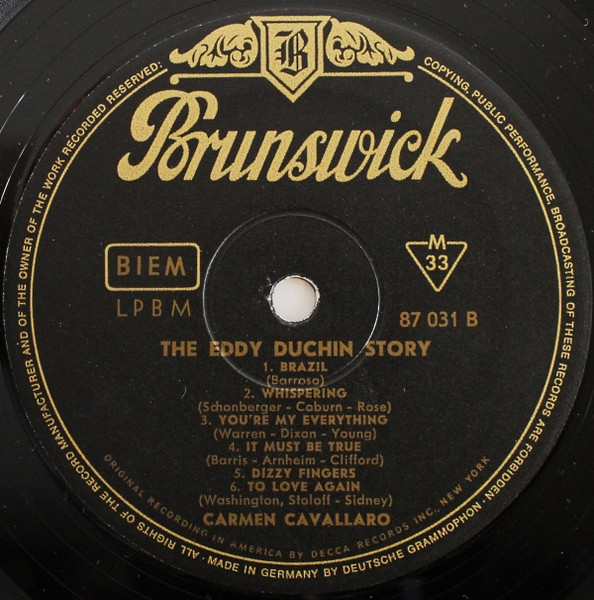 B
Brunswick
ALL RIGHTS OF THE RECORD MANUFACTURER AND OF THE OWNER OF THE WORK RECORDED RESERVED:
COPYING, PUBLIC PERFORMANCE, BROADCASTING OF THESE RECORDS ARE FORBIDDEN
BIEM
LPBM
M
33
87 031 B
THE EDDY DUCHIN STORY
1. BRAZIL
(Barroso)
2. WHISPERING
(Schonberger - Coburn - Rose)
3. YOU'RE MY EVERYTHING
(Warren - Dixon - Young)
4. IT MUST BE TRUE
(Barris - Arnheim - Clifford)
5. DIZZY FINGERS
6. TO LOVE AGAIN
(Washington, Stoloff - Sidney)
CARMEN CAVALLARO
ORIGINAL RECORDING IN AMERICA BY DECCA RECORDS INC., NEW YORK
· MADE IN GERMANY BY DEUTSCHE GRAMMOPHON ·